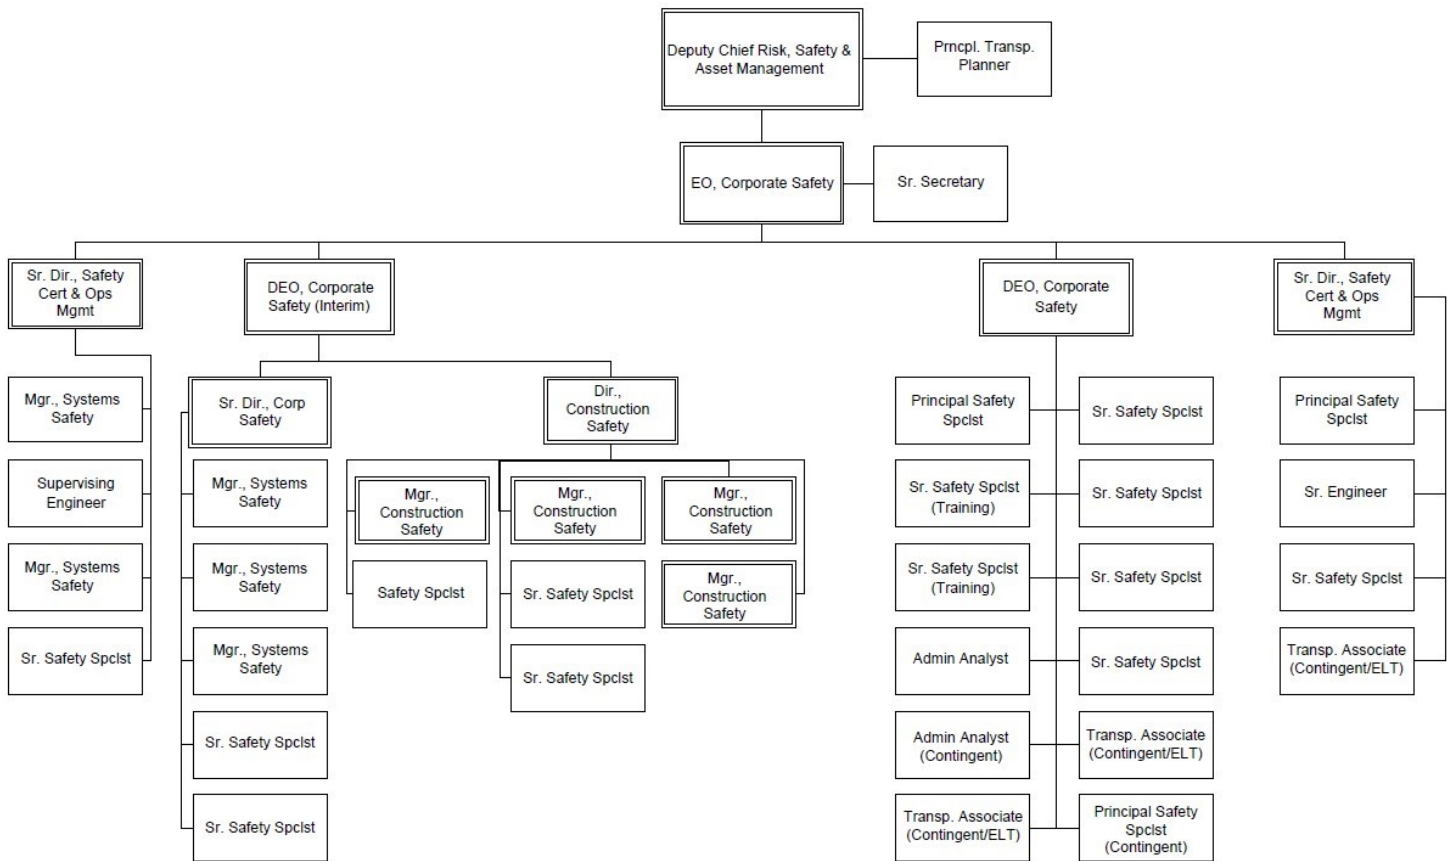 Deputy Chief Risk, Safety &
Asset Management
Prncpl. Transp.
Planner
EO, Corporate Safety
Sr. Secretary
Sr. Dir., Safety
Cert & Ops
Mgmt
DEO, Corporate
Safety (Interim)
DEO, Corporate
Safety
Sr. Dir., Safety
Cert & Ops
Mgmt
Mgr., Systems
Safety
Supervising
Engineer
Mgr., Systems
Safety
Sr. Safety Spclst
Sr. Dir., Corp
Safety
Mgr., Systems
Safety
Mgr., Systems
Safety
Mgr., Systems
Safety
Sr. Safety Spclst
Sr. Safety Spclst
Dir.,
Construction
Safety
Mgr.,
Construction
Safety
Safety Spclst
Mgr.,
Construction
Safety
Sr. Safety Spclst
Sr. Safety Spclst
Mgr.,
Construction
Safety
Mgr.,
Construction
Safety
Principal Safety
Spclst
Sr. Safety Spclst
(Training)
Sr. Safety Spclst
(Training)
Admin Analyst
Admin Analyst
(Contingent)
Transp. Associate
(Contingent/ELT)
Sr. Safety Spclst
Sr. Safety Spclst
Sr. Safety Spclst
Sr. Safety Spclst
Transp. Associate
(Contingent/ELT)
Principal Safety
Spclst
(Contingent)
Principal Safety
Spclst
Sr. Engineer
Sr. Safety Spclst
Transp. Associate
(Contingent/ELT)